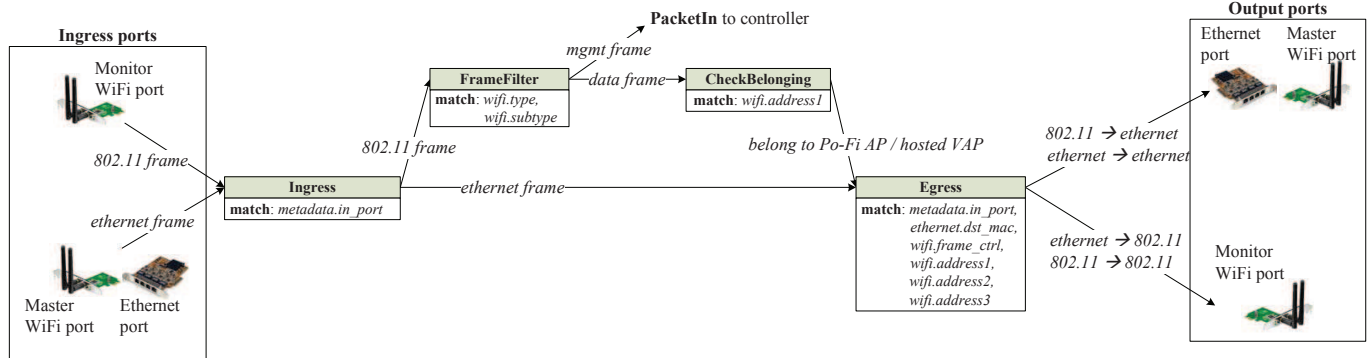 Ingress ports
Monitor
WiFi port
802.11 frame
ethernet frame
Master
WiFi port
Ethernet
port
Ingress
match: metadata.in_port
802.11 frame
ethernet frame
FrameFilter
match: wifi.type,
wifi.subtype
mgmt frame
PacketIn to controller
data frame
CheckBelonging
match: wifi.address1
belong to Po-Fi AP / hosted VAP
Egress
match: metadata.in_port,
ethernet.dst_mac,
wifi.frame_ctrl,
wifi.address1,
wifi.address2,
wifi.address3
802.11 → ethernet
ethernet → ethernet
ethernet → 802.11
802.11 → 802.11
Output ports
Ethernet
port
Master
WiFi port
Monitor
WiFi port